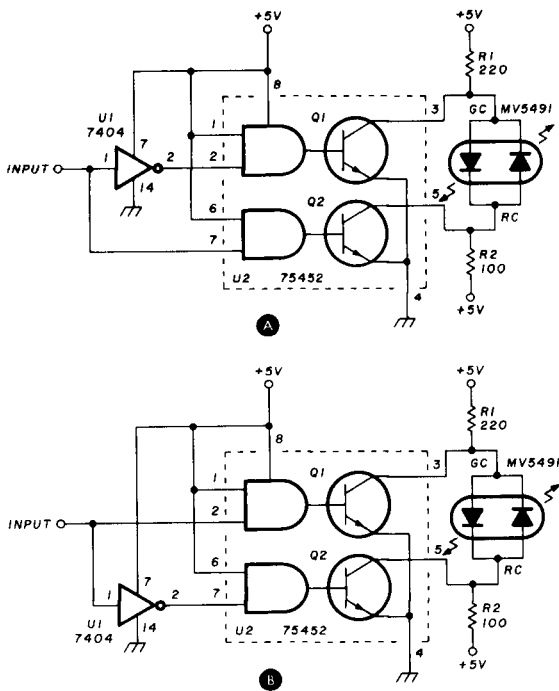 +5V
+5V
R1
220
8
U1
7404
7
Q1
3
GC
MV5491
1
INPUT
1
2
2
14
Q2
6
5
RC
7
R2
100
U2
75452
4
+5V
A
+5V
+5V
R1
220
8
Q1
3
GC
MV5491
1
INPUT
2
Q2
5
RC
7
6
1
2
7
R2
100
U1
7404
14
U2
75452
4
+5V
B